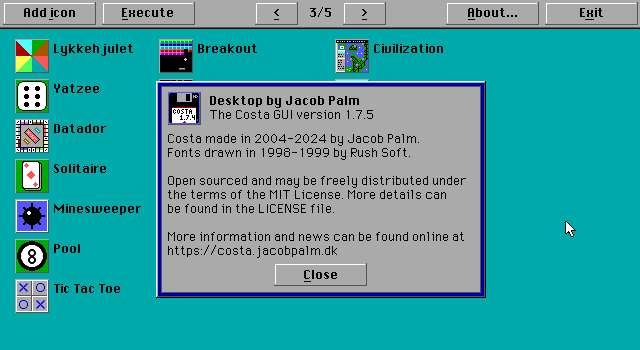 Add icon Execute < 3/5 > About... Exit
Lykkehjulet Breakout Civilization
Yatzee
Datador
Solitaire
Minesweeper
Pool
8
Tic Tac Toe
COSTA
1.7.4
Desktop by Jacob Palm
The Costa GUI version 1.7.5
Costa made in 2004-2024 by Jacob Palm.
Fonts drawn in 1998-1999 by Rush Soft.
Open sourced and may be freely distributed under
the terms of the MIT License. More details can
be found in the LICENSE file.
More information and news can be found online at
https://costa.jacobpalm.dk
Close